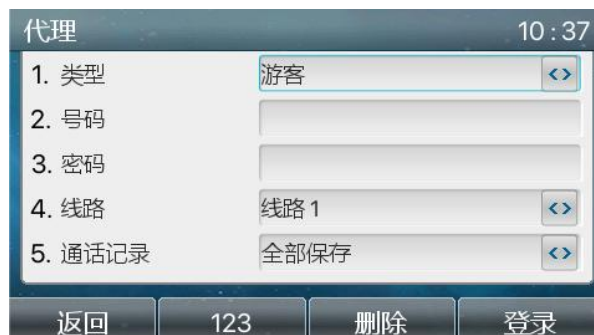 代理 10:37
1. 类型 游客
2. 号码
3. 密码
4. 线路 线路 1
5. 通话记录 全部保存
返回 123 删除 登录